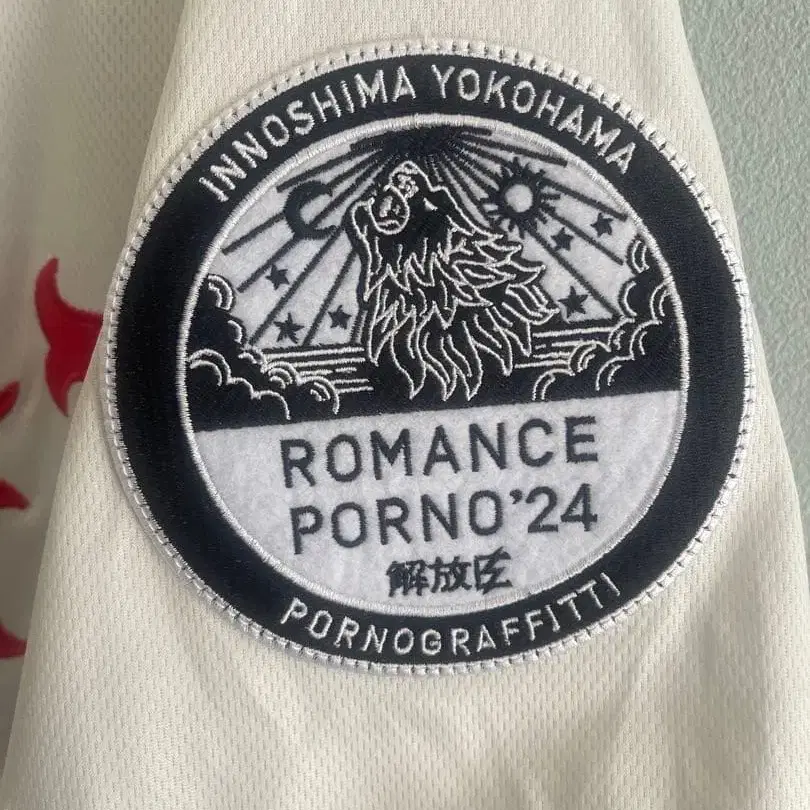 INNOSHIMA YOKOHAMA
ROMANCE
PORNO'24
解放区
PORNOGRAFFITTI